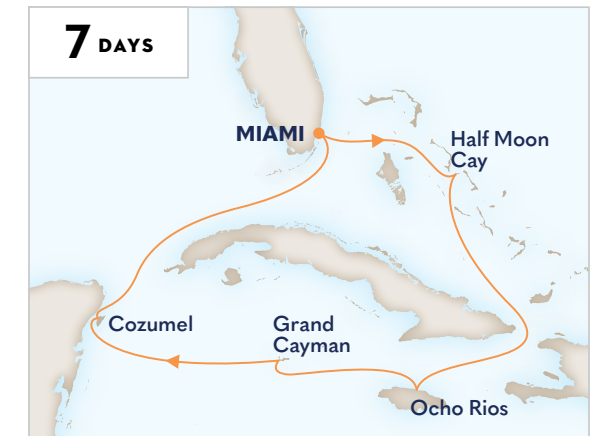 7 DAYS
MIAMI
Half Moon
Cay
Cozumel
Grand
Cayman
Ocho Rios